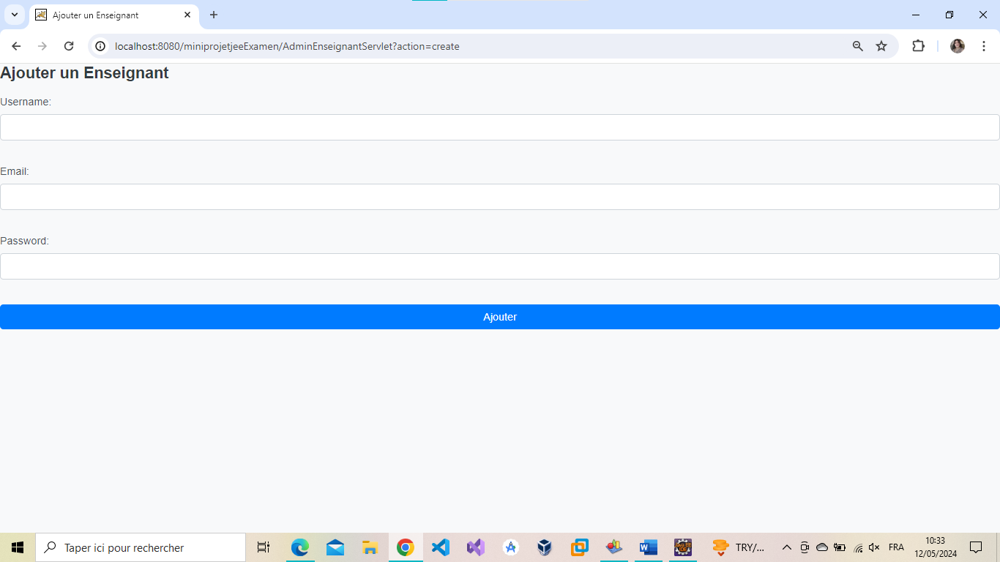 Ajouter un Enseignant
localhost:8080/miniprojetjeeExamen/AdminEnseignantServlet?action=create
Ajouter un Enseignant
Username:
Email:
Password:
Ajouter
Taper ici pour rechercher
TRY/...
FRA
10:33
12/05/2024